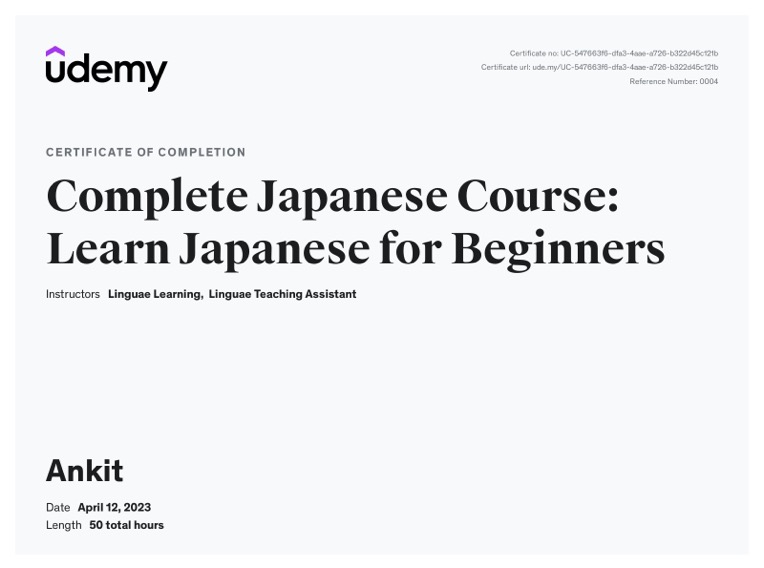 udemy
Certificate no: UC-547663f6-dfa3-4aae-a726-b322d45c121b
Certificate url: ude.my/UC-547663f6-dfa3-4aae-a726-b322d45c121b
Reference Number: 0004
CERTIFICATE OF COMPLETION
Complete Japanese Course:
Learn Japanese for Beginners
Instructors Linguae Learning, Linguae Teaching Assistant
Ankit
Date April 12, 2023
Length 50 total hours